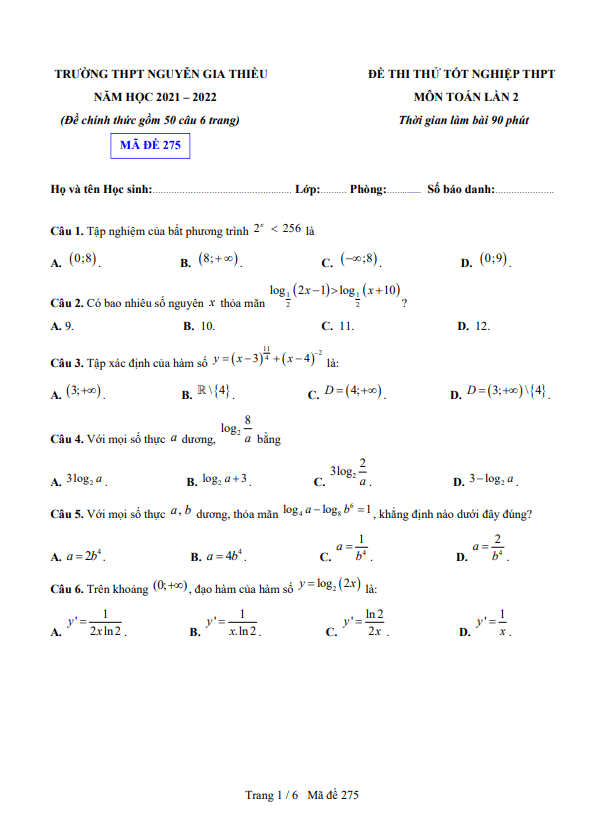 TRƯỜNG THPT NGUYỄN GIA THIỀU
NĂM HỌC 2021 – 2022
(Đề chính thức gồm 50 câu 6 trang)
MÃ ĐỀ 275
ĐỀ THI THỬ TỐT NGHIỆP THPT
MÔN TOÁN LẦN 2
Thời gian làm bài 90 phút
Họ và tên Học sinh:.................................................... Lớp:.......... Phòng:............. Số báo danh:......................
Câu 1. Tập nghiệm của bất phương trình $2^x < 256$ là
A. $(0;8)$. B. $(8;+\infty)$. C. $(-\infty;8)$. D. $(0;9)$.
Câu 2. Có bao nhiêu số nguyên $x$ thỏa mãn $\log_{\frac{1}{2}}(2x-1)>\log_{\frac{1}{2}}(x+10)$ ?
A. 9. B. 10. C. 11. D. 12.
Câu 3. Tập xác định của hàm số $y=(x-3)^{\frac{11}{4}}+(x-4)^{-2}$ là:
A. $(3;+\infty)$. B. $\mathbb{R}\setminus\{4\}$. C. $D=(4;+\infty)$. D. $D=(3;+\infty)\setminus\{4\}$.
Câu 4. Với mọi số thực $a$ dương, $\log_2\frac{8}{a}$ bằng
A. $3\log_2 a$. B. $\log_2 a+3$. C. $3\log_2\frac{2}{a}$. D. $3-\log_2 a$.
Câu 5. Với mọi số thực $a,b$ dương, thỏa mãn $\log_4 a-\log_8 b^6=1$, khẳng định nào dưới đây đúng?
A. $a=2b^4$. B. $a=4b^4$. C. $a=\frac{1}{b^4}$. D. $a=\frac{2}{b^4}$.
Câu 6. Trên khoảng $(0;+\infty)$, đạo hàm của hàm số $y=\log_2(2x)$ là:
A. $y'=\frac{1}{2x\ln 2}$. B. $y'=\frac{1}{x.\ln 2}$. C. $y'=\frac{\ln 2}{2x}$. D. $y'=\frac{1}{x}$.
Trang 1 / 6 Mã đề 275